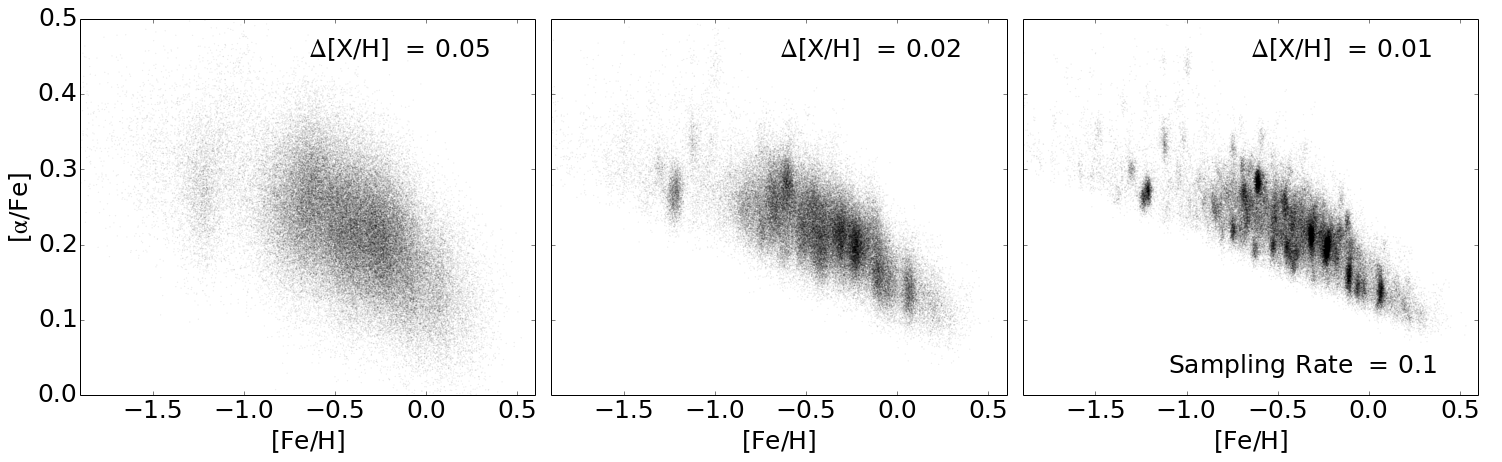 Δ[X/H] = 0.05
Δ[X/H] = 0.02
Δ[X/H] = 0.01
0.5
0.4
0.3
0.2
0.1
0.0
[α/Fe]
Sampling Rate = 0.1
−1.5 −1.0 −0.5 0.0 0.5
−1.5 −1.0 −0.5 0.0 0.5
−1.5 −1.0 −0.5 0.0 0.5
[Fe/H]
[Fe/H]
[Fe/H]